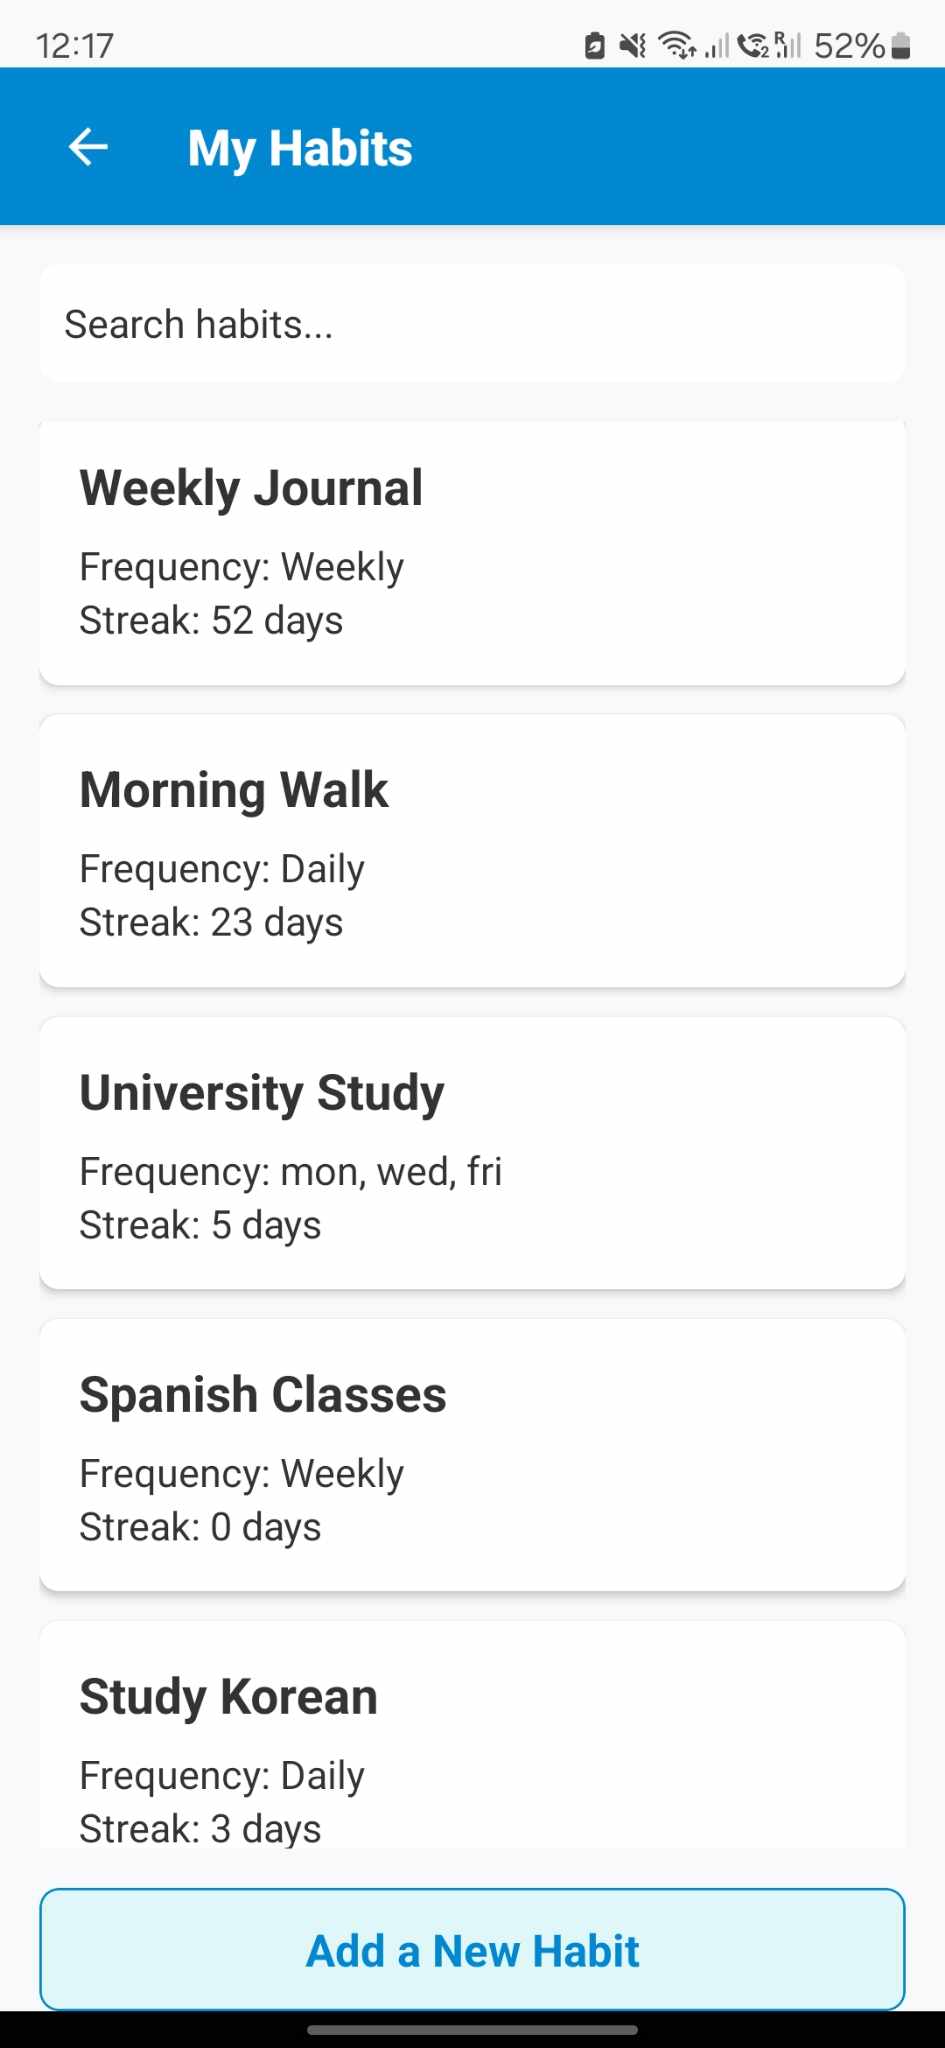 12:17
52%
My Habits
Search habits...
Weekly Journal
Frequency: Weekly
Streak: 52 days
Morning Walk
Frequency: Daily
Streak: 23 days
University Study
Frequency: mon, wed, fri
Streak: 5 days
Spanish Classes
Frequency: Weekly
Streak: 0 days
Study Korean
Frequency: Daily
Streak: 3 days
Add a New Habit